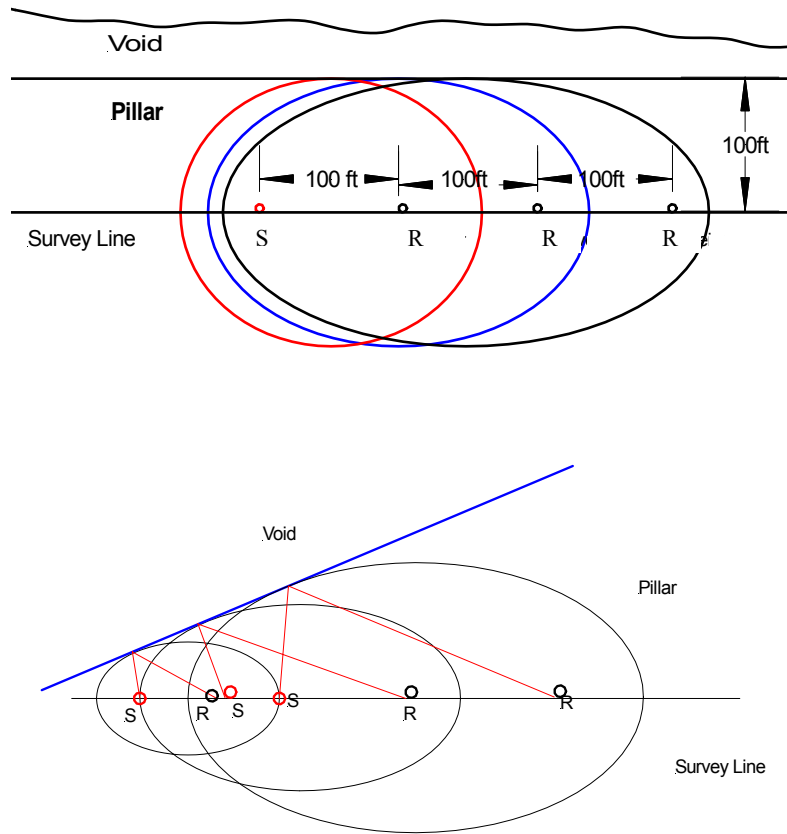 Void
Pillar
100ft
100 ft 100ft 100ft
Survey Line
S R R R
Void
Pillar
S R S S R R
Survey Line